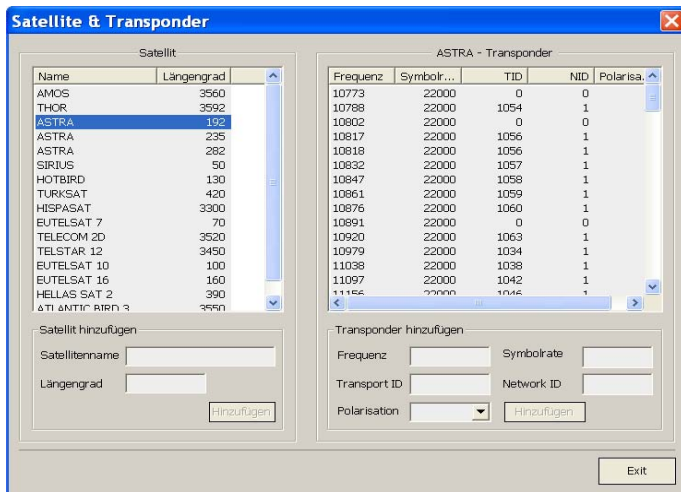 Satellite & Transponder
Satellit
Name Längengrad
AMOS 3560
THOR 3592
ASTRA 192
ASTRA 235
ASTRA 282
SIRIUS 50
HOTBIRD 130
TURKSAT 420
HISPASAT 3300
EUTELSAT 7 70
TELECOM 2D 3520
TELSTAR 12 3450
EUTELSAT 10 100
EUTELSAT 16 160
HELLAS SAT 2 390
ATLANTIC BIRD 3 3550
ASTRA - Transponder
Frequenz Symbolr... TID NID Polarisa.
10773 22000 0 0
10788 22000 1054 1
10802 22000 0 0
10817 22000 1056 1
10818 22000 1056 1
10832 22000 1057 1
10847 22000 1058 1
10861 22000 1059 1
10876 22000 1060 1
10891 22000 0 0
10920 22000 1063 1
10979 22000 1034 1
11038 22000 1038 1
11097 22000 1042 1
11156 22000 1046 1
Satellit hinzufügen
Satellitenname
Längengrad
Hinzufügen
Transponder hinzufügen
Frequenz Symbolrate
Transport ID Network ID
Polarisation Hinzufügen
Exit